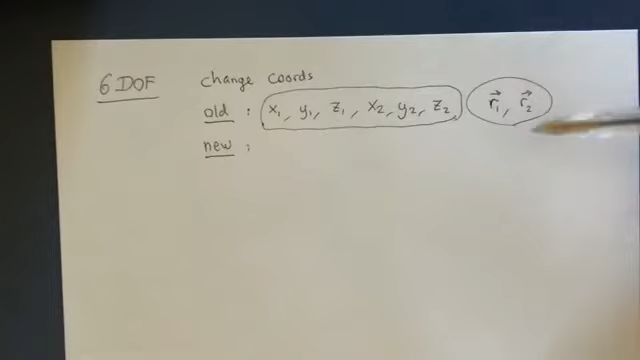 6 DOF change coords
old : x₁, y₁, z₁, x₂, y₂, z₂ r⃗₁, r⃗₂
new :